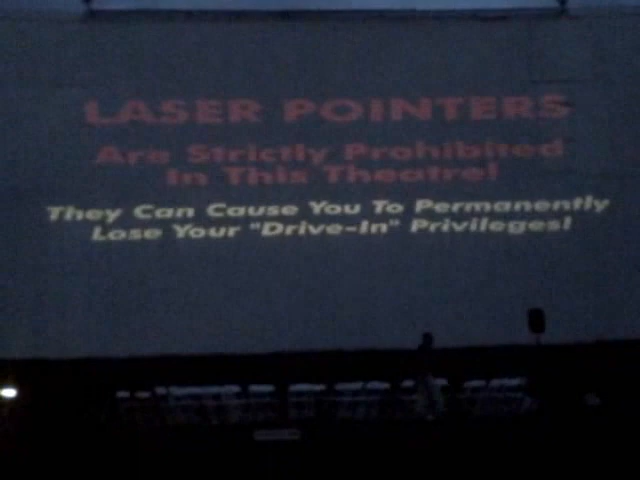 LASER POINTERS
Are Strictly Prohibited
In This Theatre!
They Can Cause You To Permanently
Lose Your "Drive-In" Privileges!